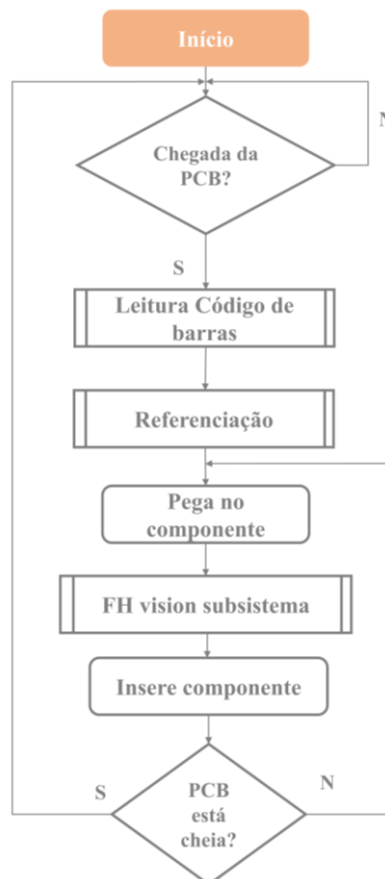 Início
N
Chegada da
PCB?
S
Leitura Código de
barras
Referenciação
Pega no
componente
FH vision subsistema
Insere componente
S
PCB
N
está
cheia?